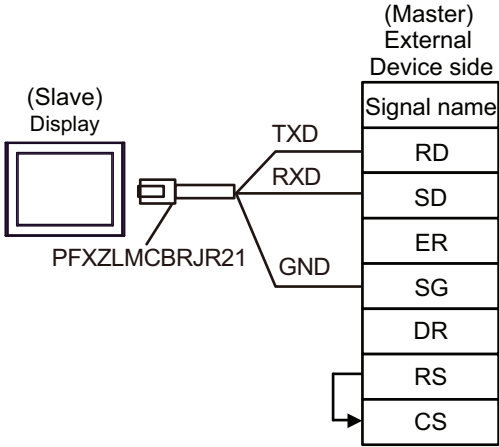 (Master)
External
Device side
(Slave)
Display
Signal name
TXD
RD
RXD
SD
ER
PFXZLMCBRJR21
GND
SG
DR
RS
CS